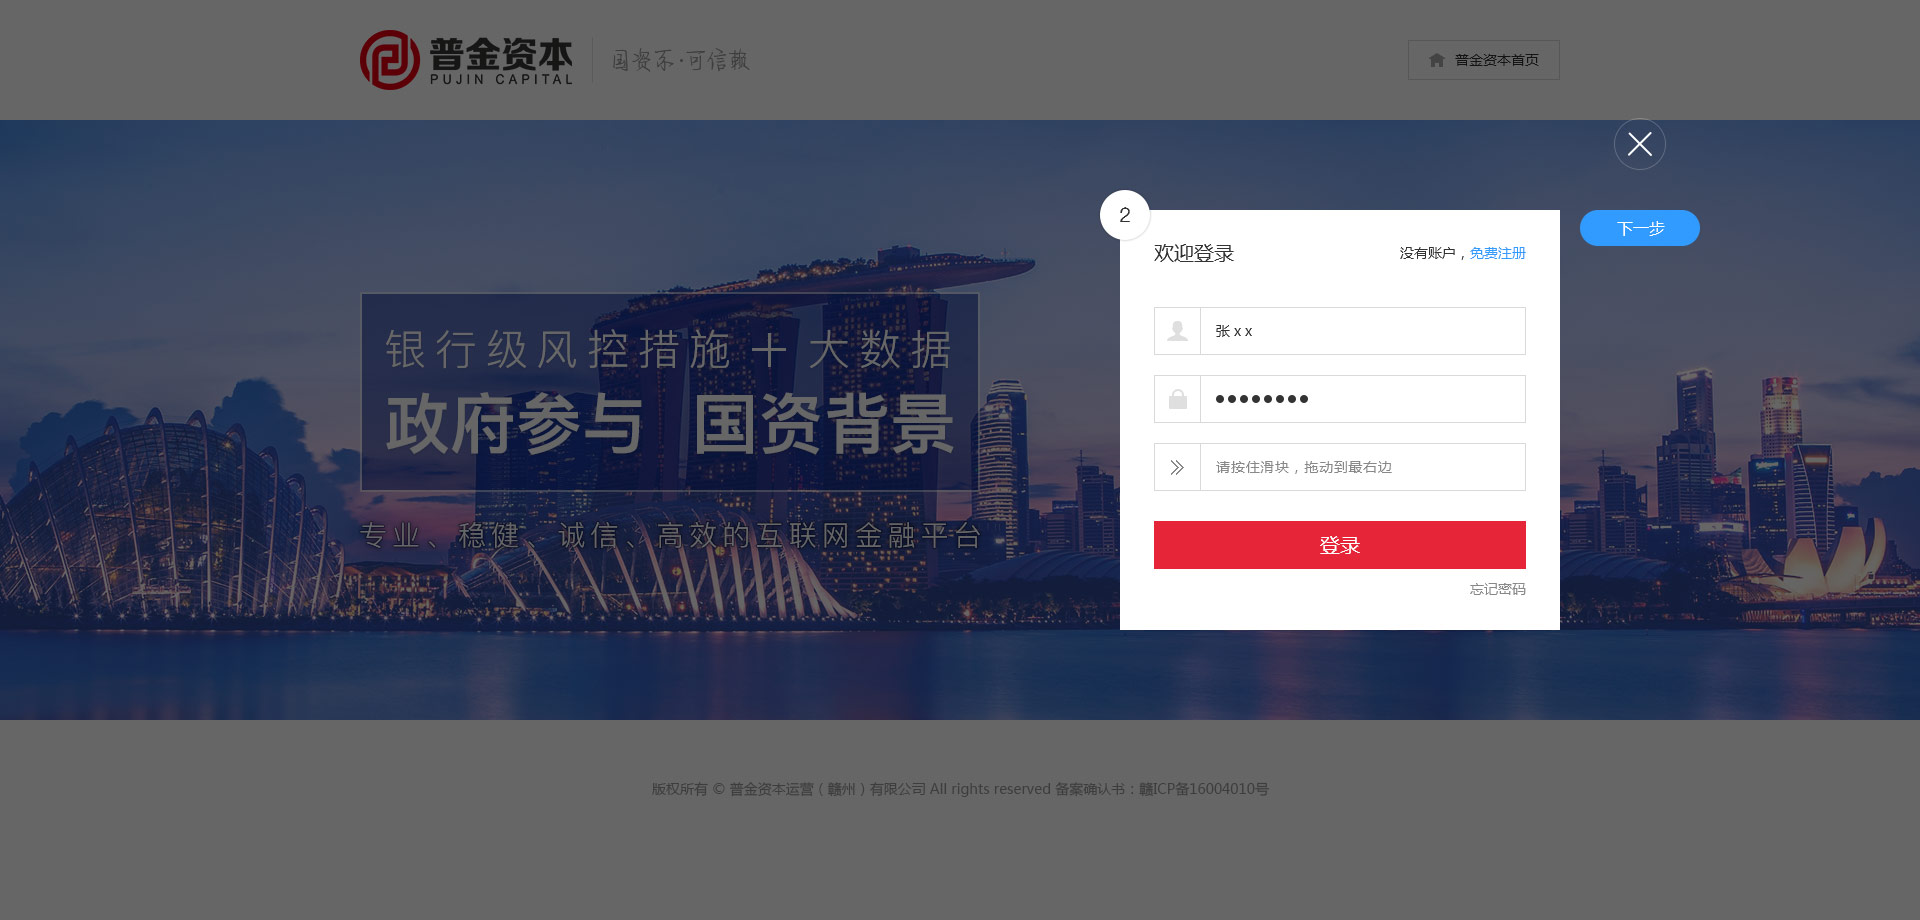 普金资本
PUJIN CAPITAL
国资系·可信赖
普金资本首页
2
下一步
欢迎登录
没有账户，免费注册
张 x x
请按住滑块，拖动到最右边
登录
忘记密码
银行级风控措施＋大数据
政府参与 国资背景
专业、稳健、诚信、高效的互联网金融平台
版权所有 © 普金资本运营（赣州）有限公司 All rights reserved 备案确认书：赣ICP备16004010号